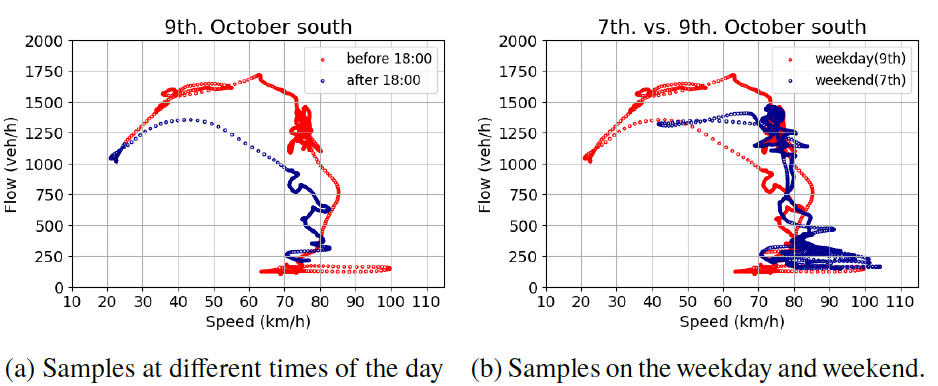 9th. October south
2000
1750
1500
1250
1000
750
500
250
0
Flow (veh/h)
before 18:00
after 18:00
10 20 30 40 50 60 70 80 90 100 110
Speed (km/h)
(a) Samples at different times of the day
7th. vs. 9th. October south
2000
1750
1500
1250
1000
750
500
250
0
Flow (veh/h)
weekday(9th)
weekend(7th)
10 20 30 40 50 60 70 80 90 100 110
Speed (km/h)
(b) Samples on the weekday and weekend.